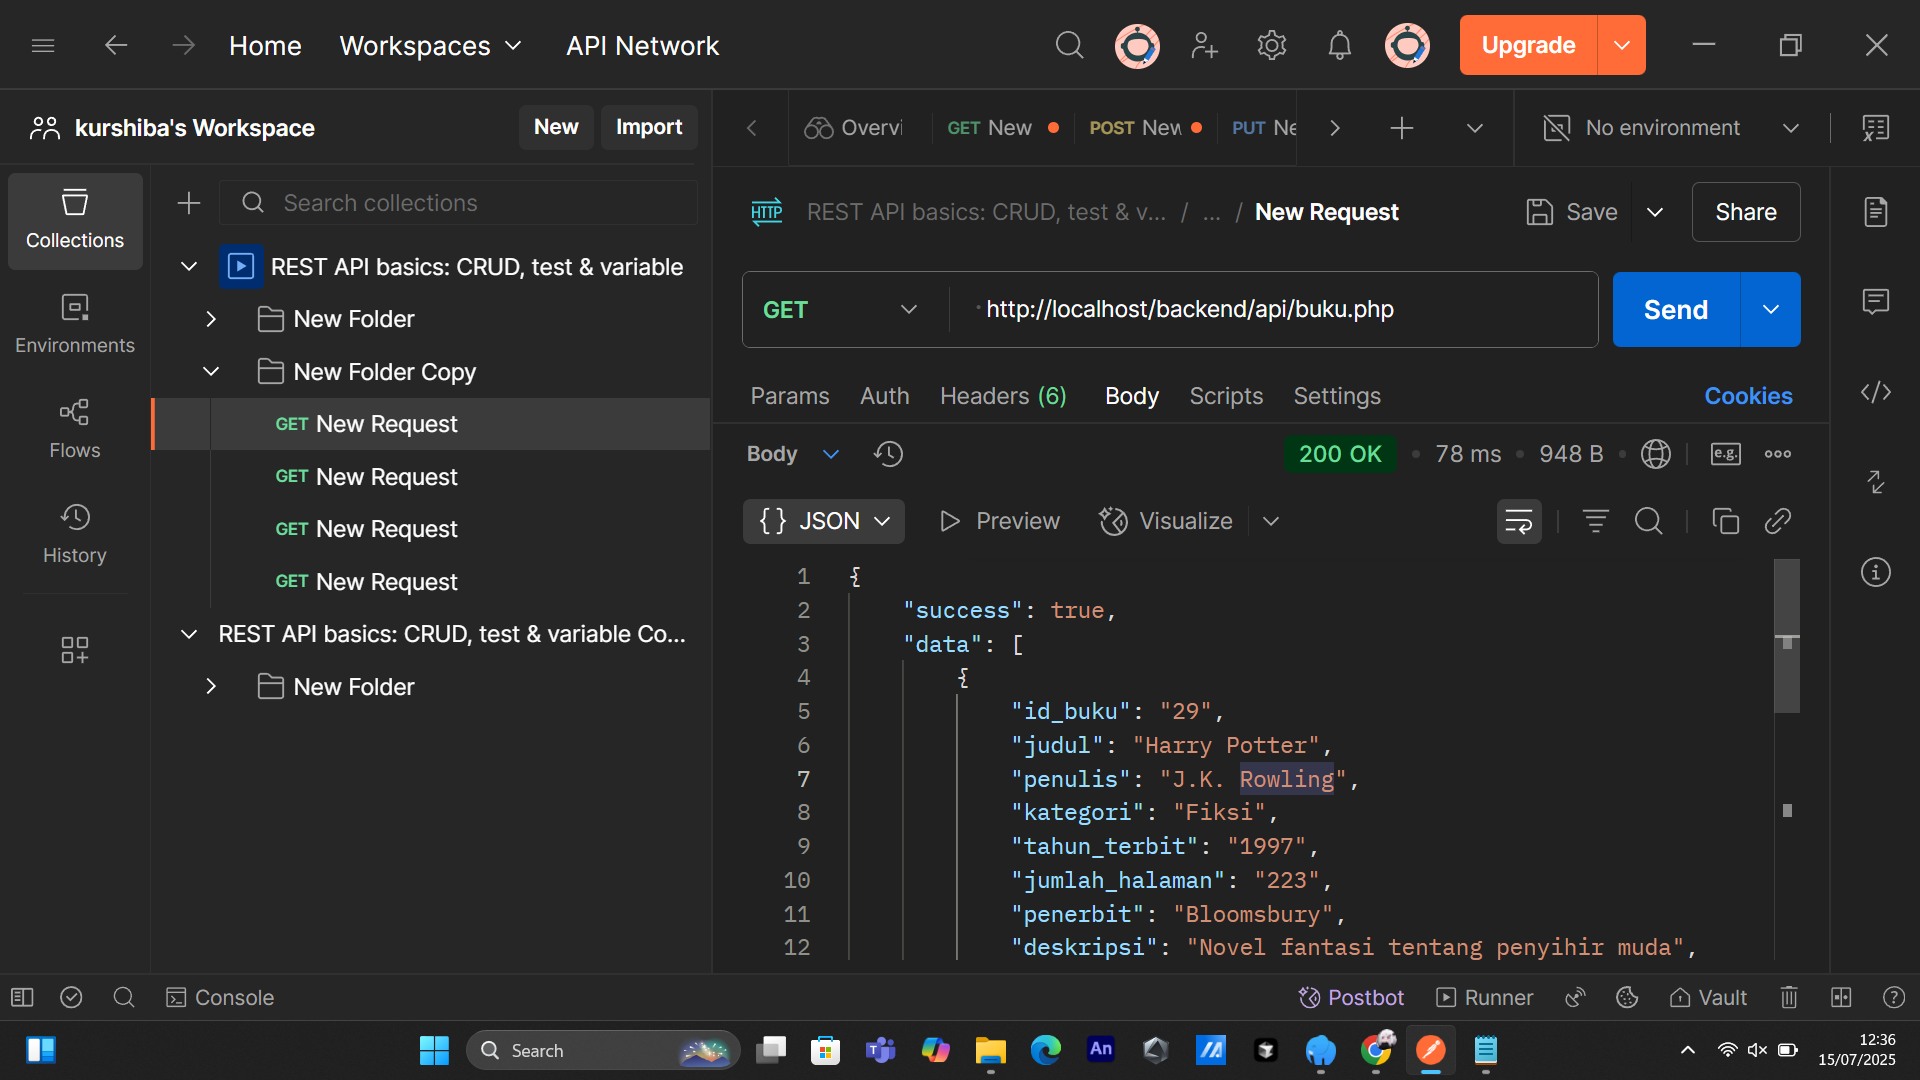 Home Workspaces API Network Upgrade
kurshiba's Workspace New Import
Overvi GET New POST New PUT Ne No environment
Collections
Environments
Flows
History
Search collections
REST API basics: CRUD, test & variable
New Folder
New Folder Copy
GET New Request
GET New Request
GET New Request
GET New Request
REST API basics: CRUD, test & variable Co...
New Folder
HTTP REST API basics: CRUD, test & v... / ... / New Request Save Share
GET http://localhost/backend/api/buku.php Send
Params Auth Headers (6) Body Scripts Settings Cookies
Body 200 OK 78 ms 948 B e.g.
{} JSON Preview Visualize
1 {
2 "success": true,
3 "data": [
4 {
5 "id_buku": "29",
6 "judul": "Harry Potter",
7 "penulis": "J.K. Rowling",
8 "kategori": "Fiksi",
9 "tahun_terbit": "1997",
10 "jumlah_halaman": "223",
11 "penerbit": "Bloomsbury",
12 "deskripsi": "Novel fantasi tentang penyihir muda",
Console Postbot Runner Vault
Search An 12:36
15/07/2025